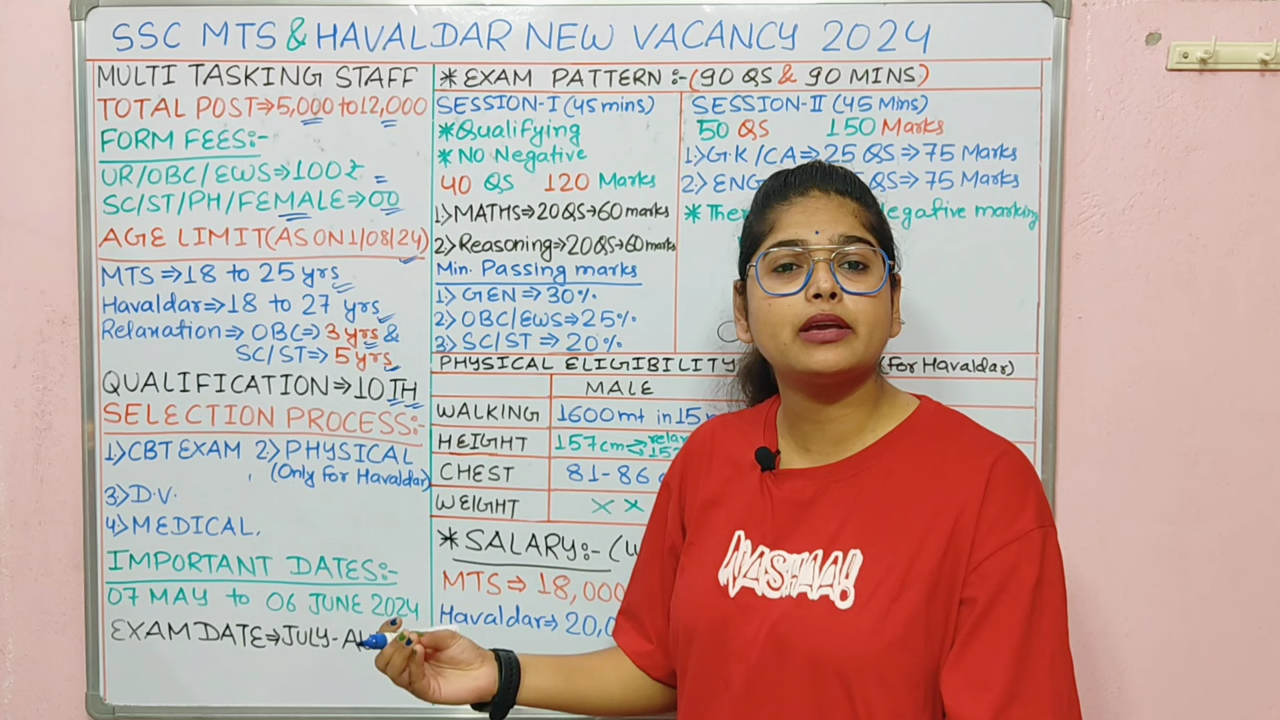 SSC MTS & HAVALDAR NEW VACANCY 2024
MULTI TASKING STAFF
TOTAL POST⇒5,000 to 12,000
FORM FEES:-
UR/OBC/EWS⇒100₹
SC/ST/PH/FEMALE⇒00
AGE LIMIT(AS ON 1/08/24)
MTS⇒18 to 25 yrs
Havaldar⇒18 to 27 yrs
Relanation⇒OBC⇒3 yrs &
SC/ST⇒5 yrs
QUALIFICATION⇒10TH
SELECTION PROCESS:-
1.>CBT EXAM 2.>PHYSICAL
(Only for Havaldar)
3.>D.V.
4.>MEDICAL.
IMPORTANT DATES:-
07 MAY to 06 JUNE 2024
EXAM DATE⇒JULY-
*EXAM PATTERN:-(90 QS & 90 MINS)
SESSION-I (45 mins)
*Qualifying
*NO Negative
40 QS 120 Marks
1.>MATHS⇒20QS→60 marks
2.>Reasoning⇒20QS→60 marks
Min. Passing marks
1.>GEN⇒30%
2.>OBC/EWS⇒25%
3.>SC/ST⇒20%
SESSION-II (45 Mins)
50 QS 150 Marks
1.>G.K/CA⇒25 QS⇒75 Marks
2.>ENG QS⇒75 Marks
* Negative marking
PHYSICAL ELIGIBILITY (For Havaldar)
MALE
WALKING 1600mt in 15
HEIGHT 157cm
CHEST 81-86
WEIGHT XX
*SALARY:-(
MTS⇒18,000
Havaldar⇒20,0
WASHAA!